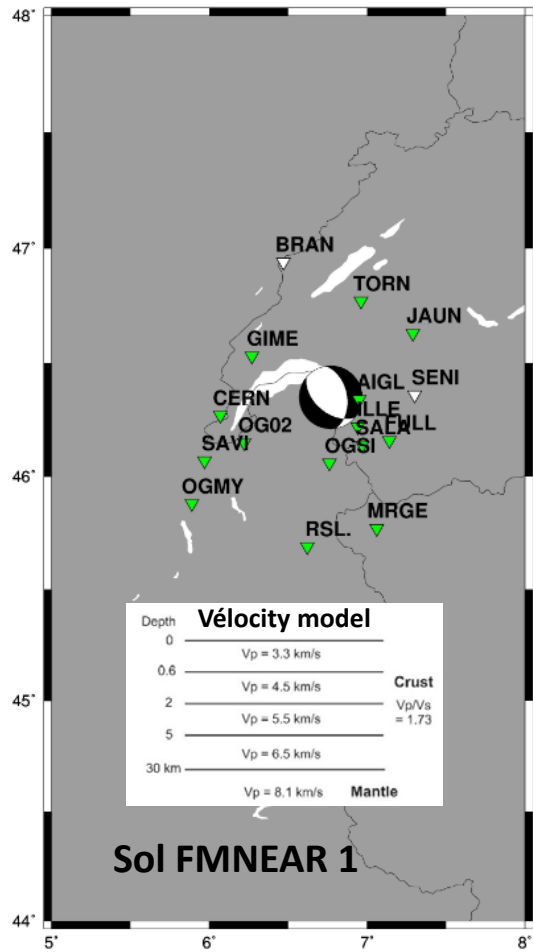 48˚
47˚
46˚
45˚
44˚
5˚
6˚
7˚
8˚
BRAN
TORN
JAUN
GIME
AIGL
SENI
CERN
ILLE
OG02
SALA
FULL
SAVI
OGSI
OGMY
MRGE
RSL.
Depth Vélocity model
0
Vp = 3.3 km/s
0.6
Vp = 4.5 km/s
Crust
2
Vp/Vs
= 1.73
Vp = 5.5 km/s
5
Vp = 6.5 km/s
30 km
Vp = 8.1 km/s Mantle
Sol FMNEAR 1